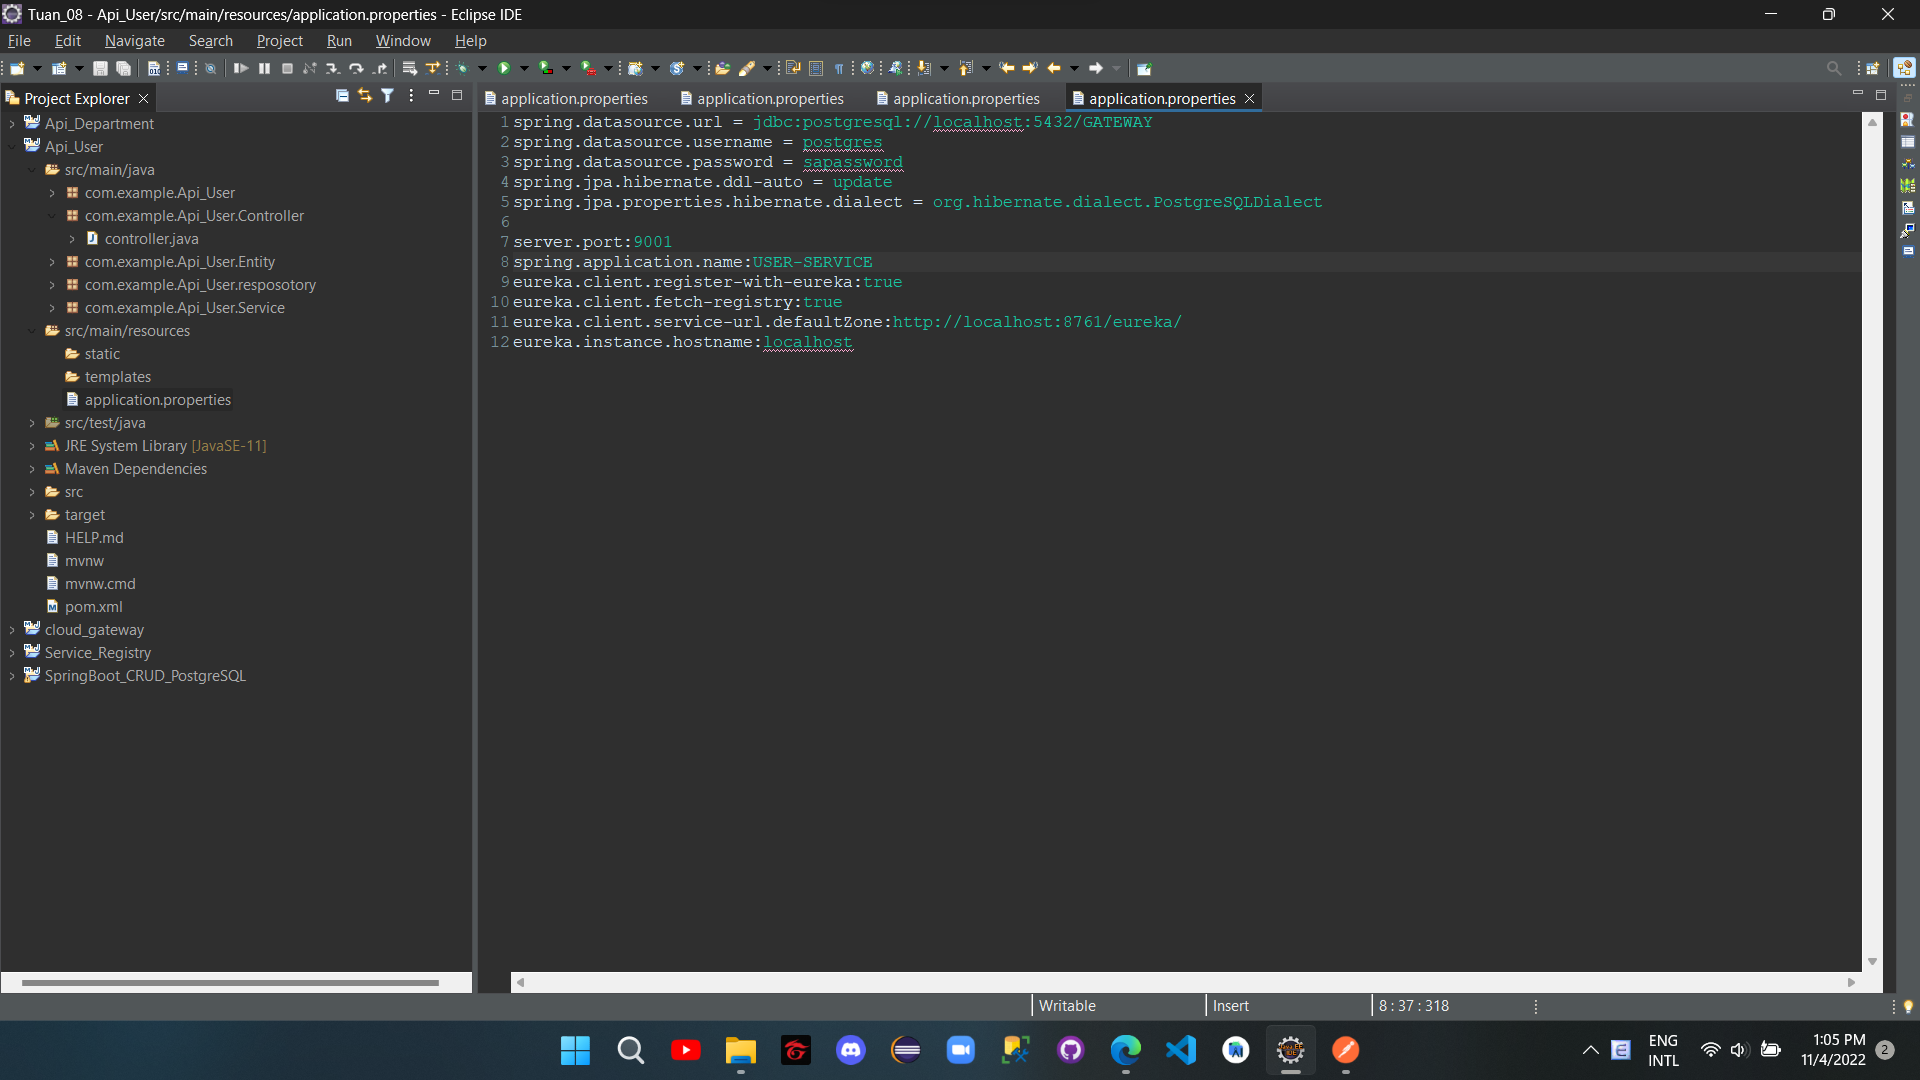 Tuan_08 - Api_User/src/main/resources/application.properties - Eclipse IDE
File Edit Navigate Search Project Run Window Help
Project Explorer
application.properties application.properties application.properties application.properties
Api_Department
Api_User
src/main/java
com.example.Api_User
com.example.Api_User.Controller
controller.java
com.example.Api_User.Entity
com.example.Api_User.resposotory
com.example.Api_User.Service
src/main/resources
static
templates
application.properties
src/test/java
JRE System Library [JavaSE-11]
Maven Dependencies
src
target
HELP.md
mvnw
mvnw.cmd
pom.xml
cloud_gateway
Service_Registry
SpringBoot_CRUD_PostgreSQL
1 spring.datasource.url = jdbc:postgresql://localhost:5432/GATEWAY
2 spring.datasource.username = postgres
3 spring.datasource.password = sapassword
4 spring.jpa.hibernate.ddl-auto = update
5 spring.jpa.properties.hibernate.dialect = org.hibernate.dialect.PostgreSQLDialect
6
7 server.port:9001
8 spring.application.name:USER-SERVICE
9 eureka.client.register-with-eureka:true
10 eureka.client.fetch-registry:true
11 eureka.client.service-url.defaultZone:http://localhost:8761/eureka/
12 eureka.instance.hostname:localhost
Writable Insert 8 : 37 : 318
ENG
INTL
1:05 PM
11/4/2022
2